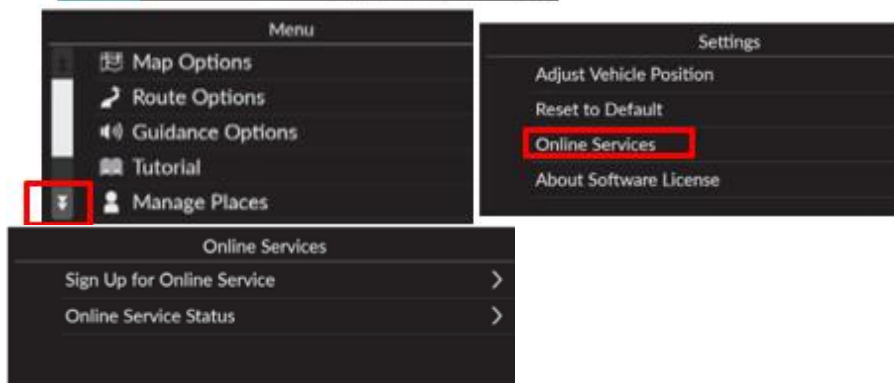 Menu
Map Options
Route Options
Guidance Options
Tutorial
Manage Places
Settings
Adjust Vehicle Position
Reset to Default
Online Services
About Software License
Online Services
Sign Up for Online Service
Online Service Status